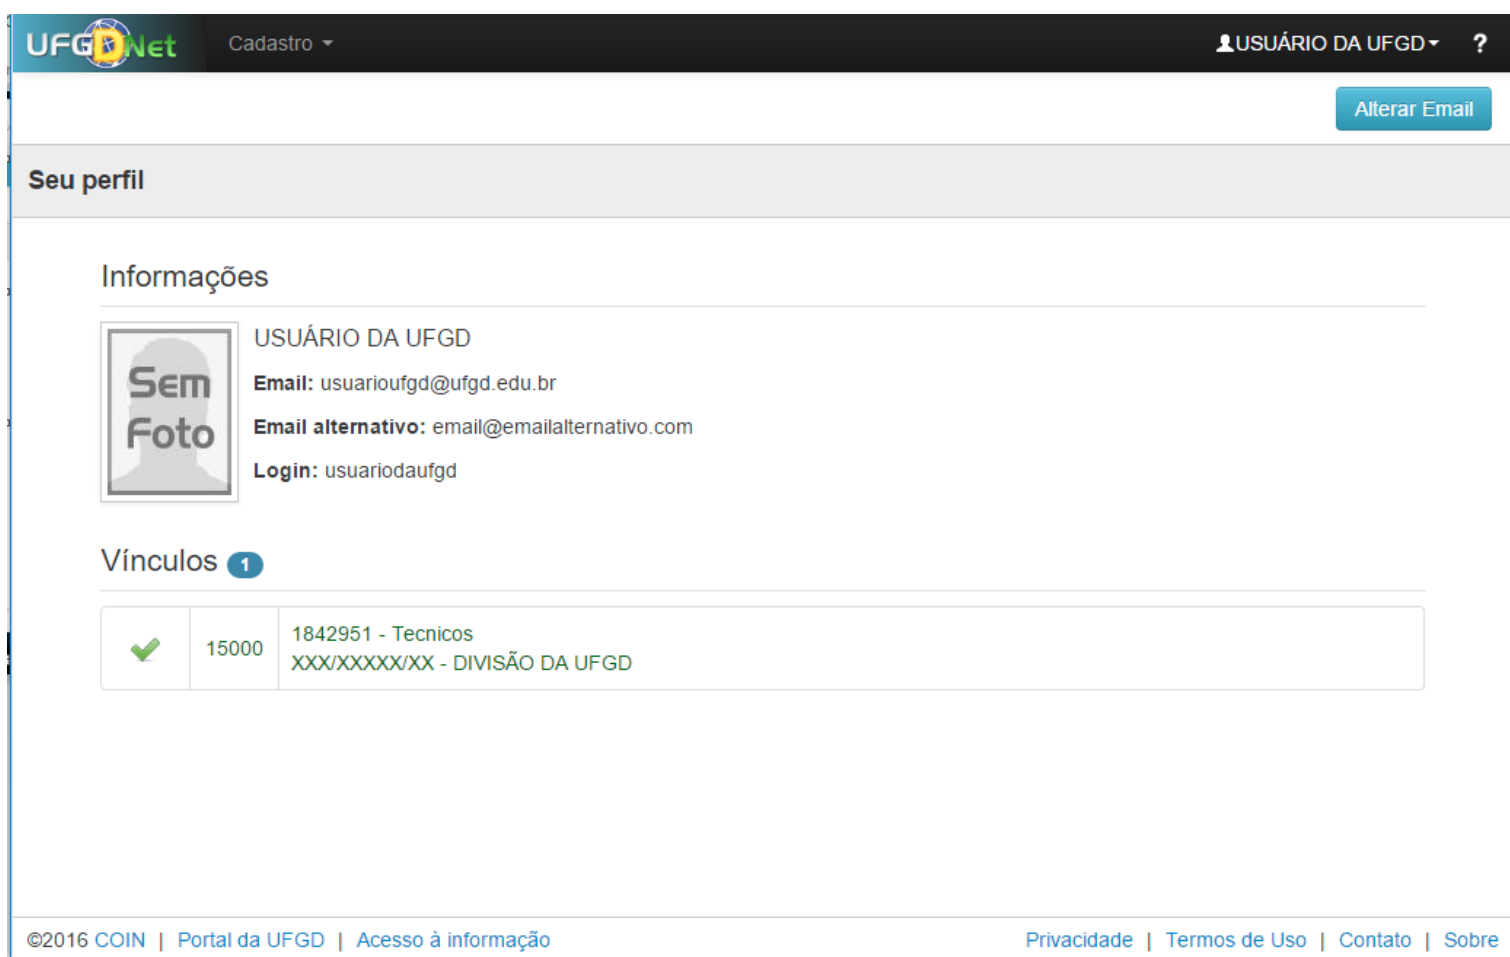 UFGDNet Cadastro USUÁRIO DA UFGD ?
Alterar Email
Seu perfil
Informações
Sem
Foto
USUÁRIO DA UFGD
Email: usuarioufgd@ufgd.edu.br
Email alternativo: email@emailalternativo.com
Login: usuariodaufgd
Vínculos 1
15000
1842951 - Tecnicos
XXX/XXXXX/XX - DIVISÃO DA UFGD
©2016 COIN | Portal da UFGD | Acesso à informação Privacidade | Termos de Uso | Contato | Sobre